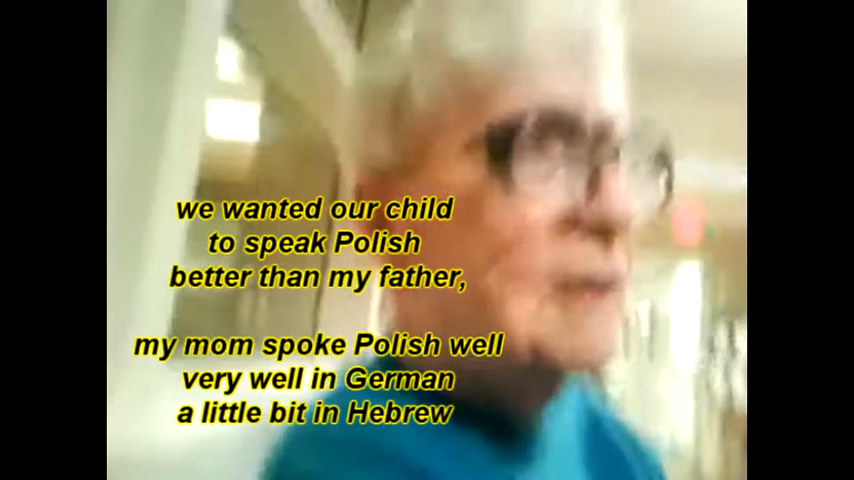 we wanted our child
to speak Polish
better than my father,
my mom spoke Polish well
very well in German
a little bit in Hebrew